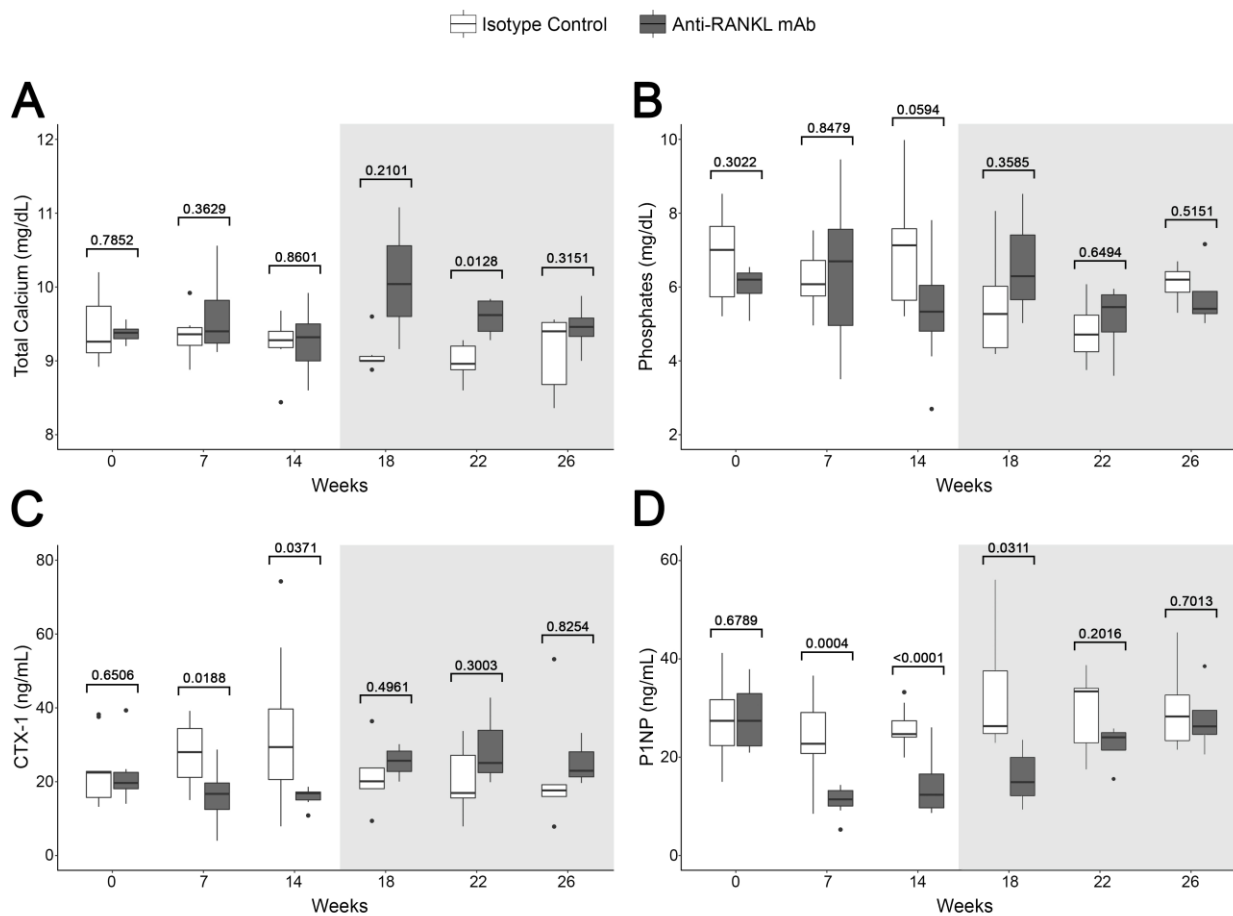 Isotype Control Anti-RANKL mAb
A
Total Calcium (mg/dL)
12
11
10
9
8
0.7852
0.3629
0.8601
0.2101
0.0128
0.3151
0 7 14 18 22 26
Weeks
B
Phosphates (mg/dL)
10
8
6
4
2
0.3022
0.8479
0.0594
0.3585
0.6494
0.5151
0 7 14 18 22 26
Weeks
C
CTX-1 (ng/mL)
80
60
40
20
0
0.6506
0.0188
0.0371
0.4961
0.3003
0.8254
0 7 14 18 22 26
Weeks
D
P1NP (ng/mL)
60
40
20
0
0.6789
0.0004
<0.0001
0.0311
0.2016
0.7013
0 7 14 18 22 26
Weeks